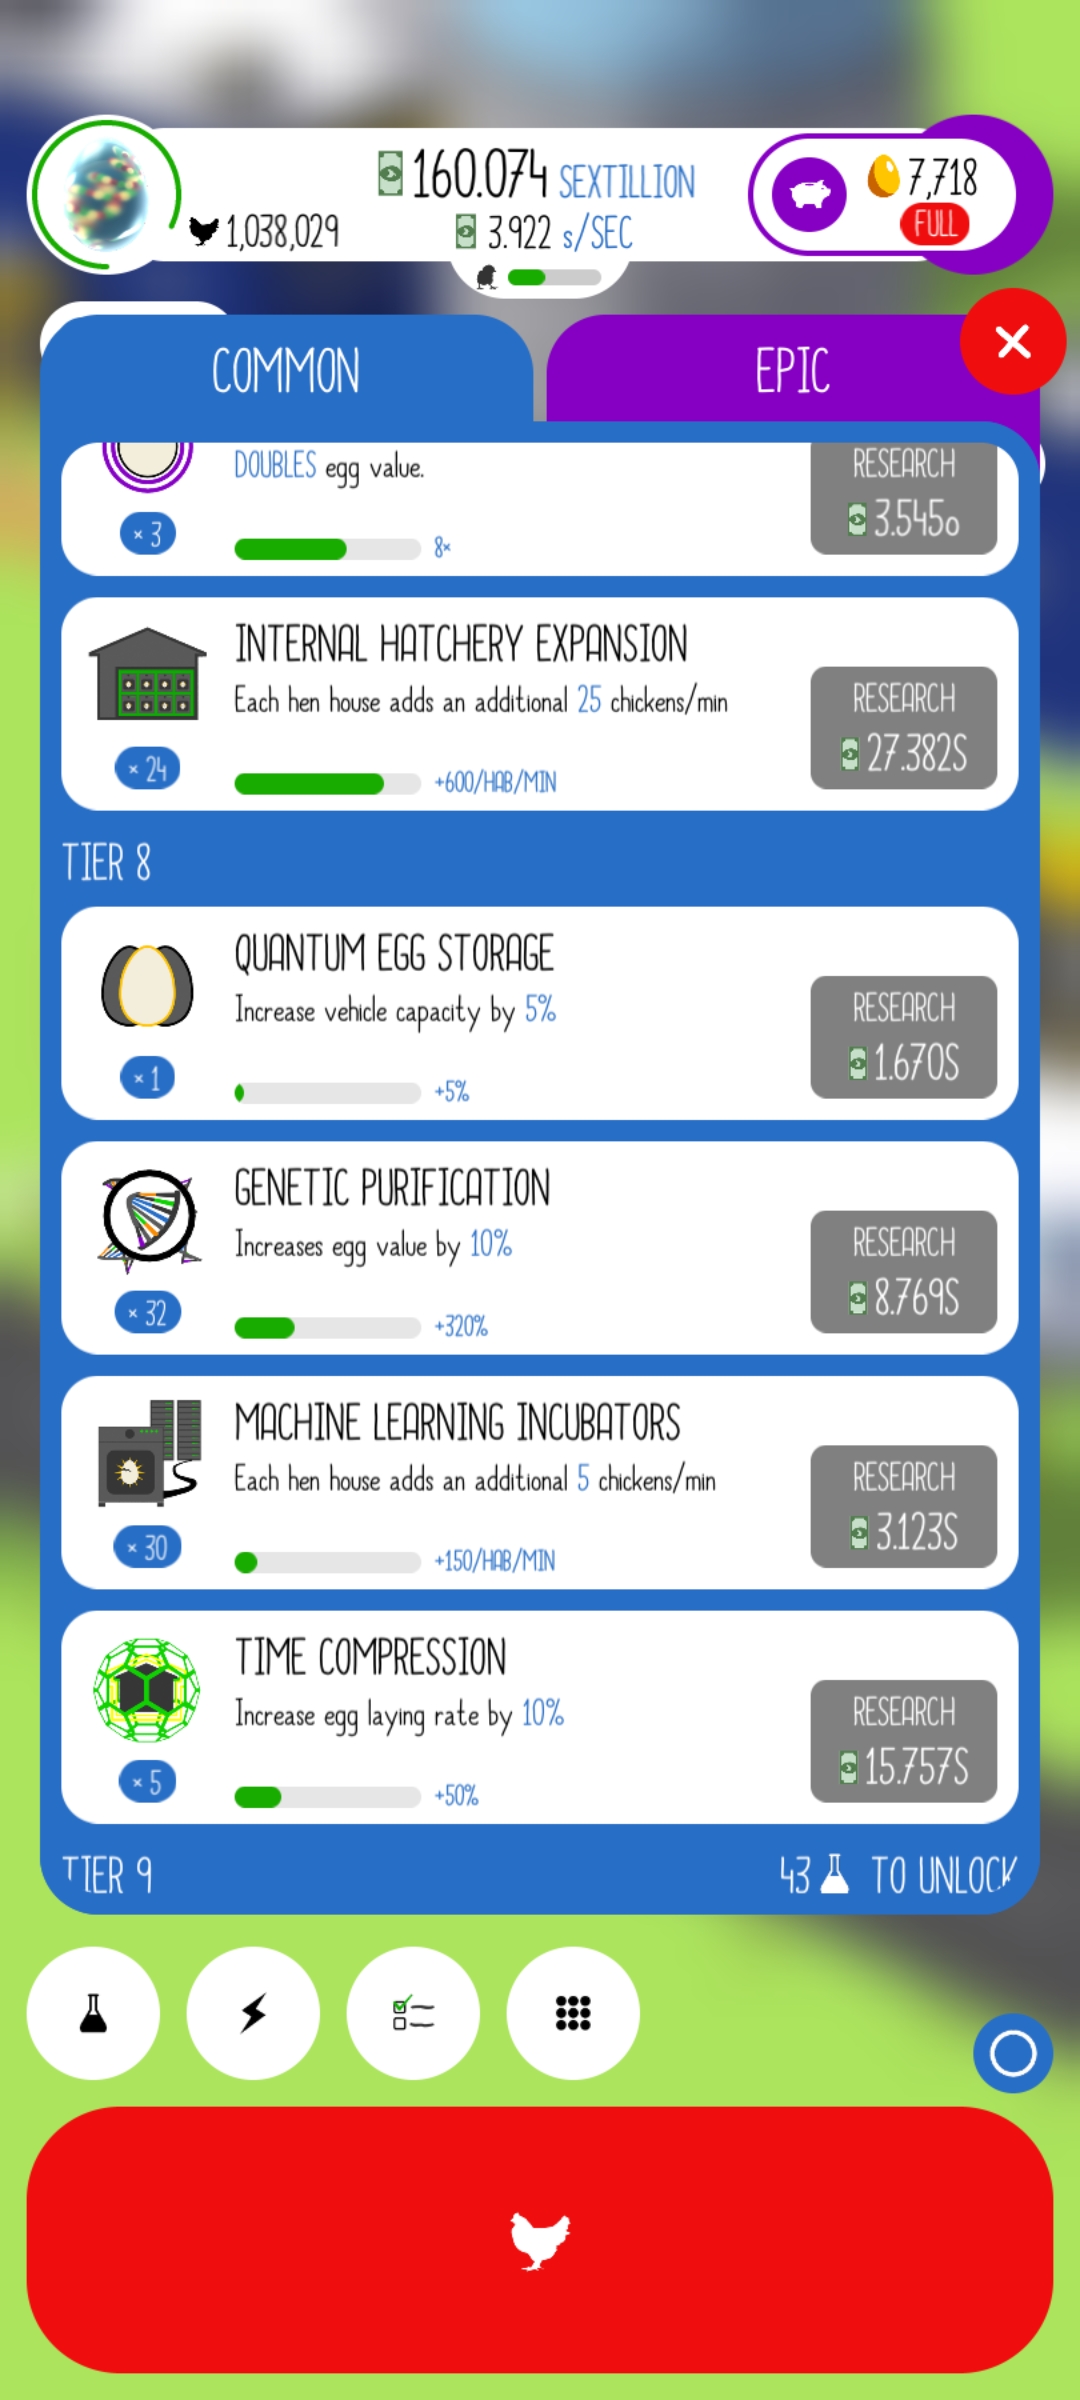 160.074 SEXTILLION
1,038,029
3.922 s/SEC
7,718
FULL
COMMON
EPIC
DOUBLES egg value.
RESEARCH
3.545o
× 3
8×
INTERNAL HATCHERY EXPANSION
Each hen house adds an additional 25 chickens/min
RESEARCH
27.382S
× 24
+600/HAB/MIN
TIER 8
QUANTUM EGG STORAGE
Increase vehicle capacity by 5%
RESEARCH
1.670S
× 1
+5%
GENETIC PURIFICATION
Increases egg value by 10%
RESEARCH
8.769S
× 32
+320%
MACHINE LEARNING INCUBATORS
Each hen house adds an additional 5 chickens/min
RESEARCH
3.123S
× 30
+150/HAB/MIN
TIME COMPRESSION
Increase egg laying rate by 10%
RESEARCH
15.757S
× 5
+50%
TIER 9
43 TO UNLOCK